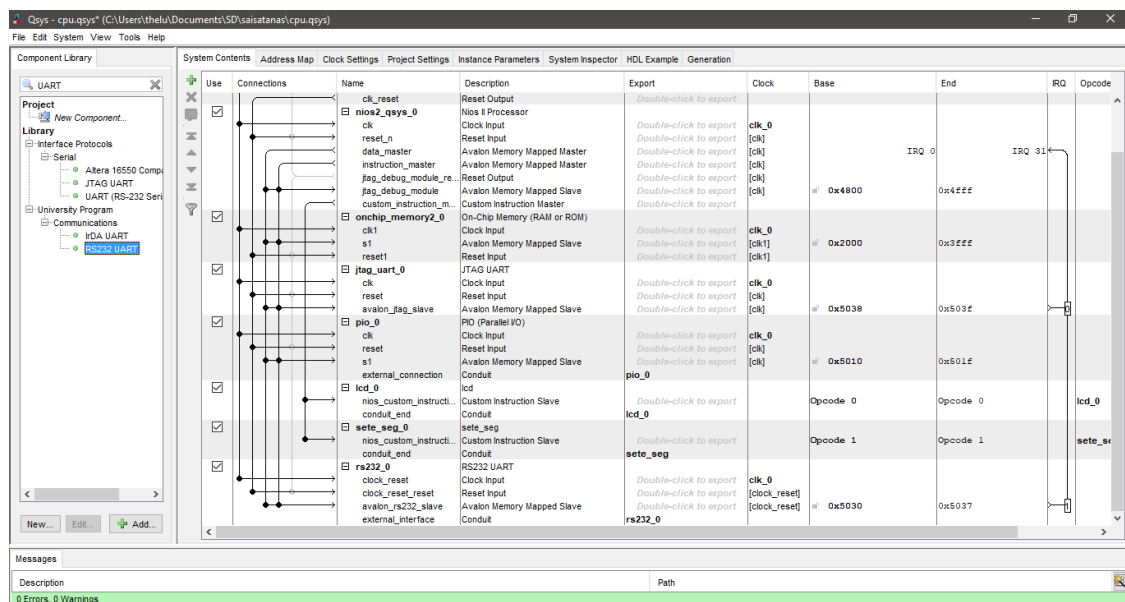 Qsys - cpu.qsys* (C:\Users\thelu\Documents\SD\saisatanas\cpu.qsys)
File Edit System View Tools Help
Component Library
System Contents Address Map Clock Settings Project Settings Instance Parameters System Inspector HDL Example Generation
UART
Project
New Component...
Library
Interface Protocols
Serial
Altera 16550 Compa
JTAG UART
UART (RS-232 Seri
University Program
Communications
IrDA UART
RS232 UART
New... Edit... Add...
Use Connections Name Description Export Clock Base End IRQ Opcode
clk_reset Reset Output Double-click to export
nios2_qsys_0 Nios II Processor
clk Clock Input Double-click to export clk_0
reset_n Reset Input Double-click to export [clk]
data_master Avalon Memory Mapped Master Double-click to export [clk] IRQ 0 IRQ 31
instruction_master Avalon Memory Mapped Master Double-click to export [clk]
jtag_debug_module_re... Reset Output Double-click to export [clk]
jtag_debug_module Avalon Memory Mapped Slave Double-click to export [clk] 0x4800 0x4fff
custom_instruction_m... Custom Instruction Master Double-click to export
onchip_memory2_0 On-Chip Memory (RAM or ROM)
clk1 Clock Input Double-click to export clk_0
s1 Avalon Memory Mapped Slave Double-click to export [clk1] 0x2000 0x3fff
reset1 Reset Input Double-click to export [clk1]
jtag_uart_0 JTAG UART
clk Clock Input Double-click to export clk_0
reset Reset Input Double-click to export [clk]
avalon_jtag_slave Avalon Memory Mapped Slave Double-click to export [clk] 0x5038 0x503f 0
pio_0 PIO (Parallel I/O)
clk Clock Input Double-click to export clk_0
reset Reset Input Double-click to export [clk]
s1 Avalon Memory Mapped Slave Double-click to export [clk] 0x5010 0x501f
external_connection Conduit pio_0
lcd_0 lcd
nios_custom_instructi... Custom Instruction Slave Double-click to export Opcode 0 Opcode 0 lcd_0
conduit_end Conduit lcd_0
sete_seg_0 sete_seg
nios_custom_instructi... Custom Instruction Slave Double-click to export Opcode 1 Opcode 1 sete_se
conduit_end Conduit sete_seg
rs232_0 RS232 UART
clock_reset Clock Input Double-click to export clk_0
clock_reset_reset Reset Input Double-click to export [clock_reset]
avalon_rs232_slave Avalon Memory Mapped Slave Double-click to export [clock_reset] 0x5030 0x5037 1
external_interface Conduit rs232_0
Messages
Description Path
0 Errors, 0 Warnings